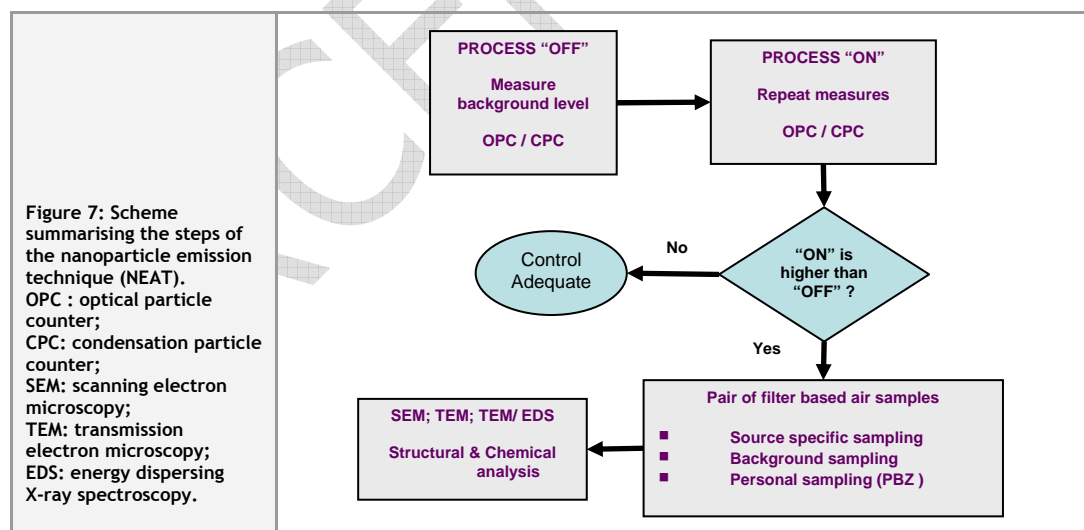 PROCESS “OFF”
Measure
background level
OPC / CPC
PROCESS “ON”
Repeat measures
OPC / CPC
Figure 7: Scheme
summarising the steps of
the nanoparticle emission
technique (NEAT).
OPC : optical particle
counter;
CPC: condensation particle
counter;
SEM: scanning electron
microscopy;
TEM: transmission
electron microscopy;
EDS: energy dispersing
X-ray spectroscopy.
“ON” is
higher than
“OFF” ?
No
Control
Adequate
Yes
Pair of filter based air samples
■ Source specific sampling
■ Background sampling
■ Personal sampling (PBZ )
SEM; TEM; TEM/ EDS
Structural & Chemical
analysis